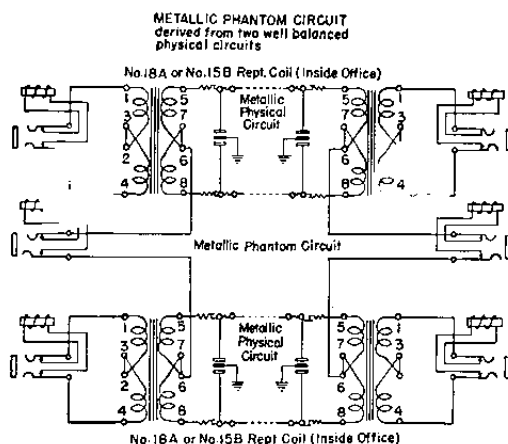 METALLIC PHANTOM CIRCUIT
derived from two well balanced
physical circuits
No.18A or No.15B Rept. Coil (Inside Office)
1 5 5 1
3 7 Metallic 7 3
Physical
Circuit
2 6 6
4 8 8 4
Metallic Phantom Circuit
1 5 5 1
3 7 Metallic 7 3
Physical
Circuit
2 6 6 2
4 8 8 4
No.18A or No.15B Rept Coil (Inside Office)